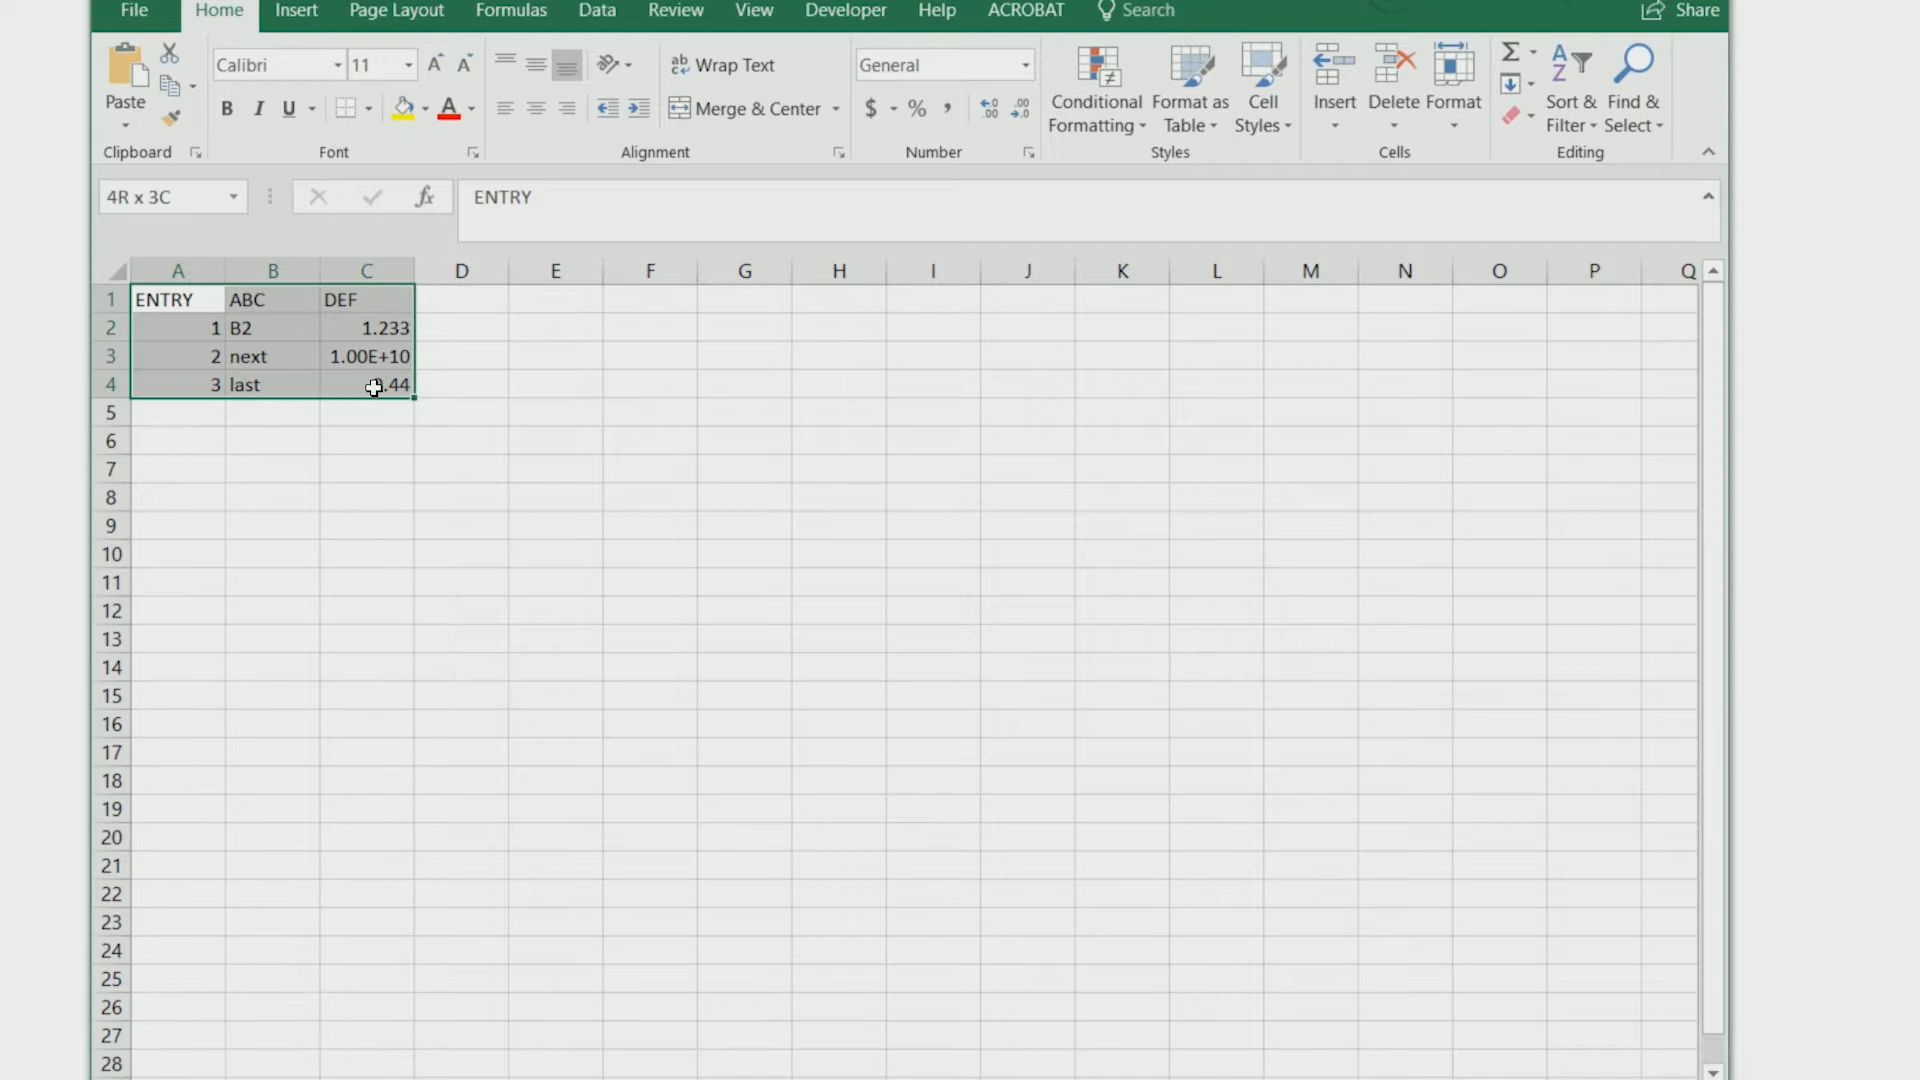 File Home Insert Page Layout Formulas Data Review View Developer Help ACROBAT Search Share
Calibri 11 Wrap Text General
Paste B I U Merge & Center $ % Conditional Formatting Format as Table Cell Styles Insert Delete Format Sort & Filter Find & Select
Clipboard Font Alignment Number Styles Cells Editing
4R x 3C fx ENTRY
A B C D E F G H I J K L M N O P Q
1 ENTRY ABC DEF
2 1 B2 1.233
3 2 next 1.00E+10
4 3 last .44
5
6
7
8
9
10
11
12
13
14
15
16
17
18
19
20
21
22
23
24
25
26
27
28